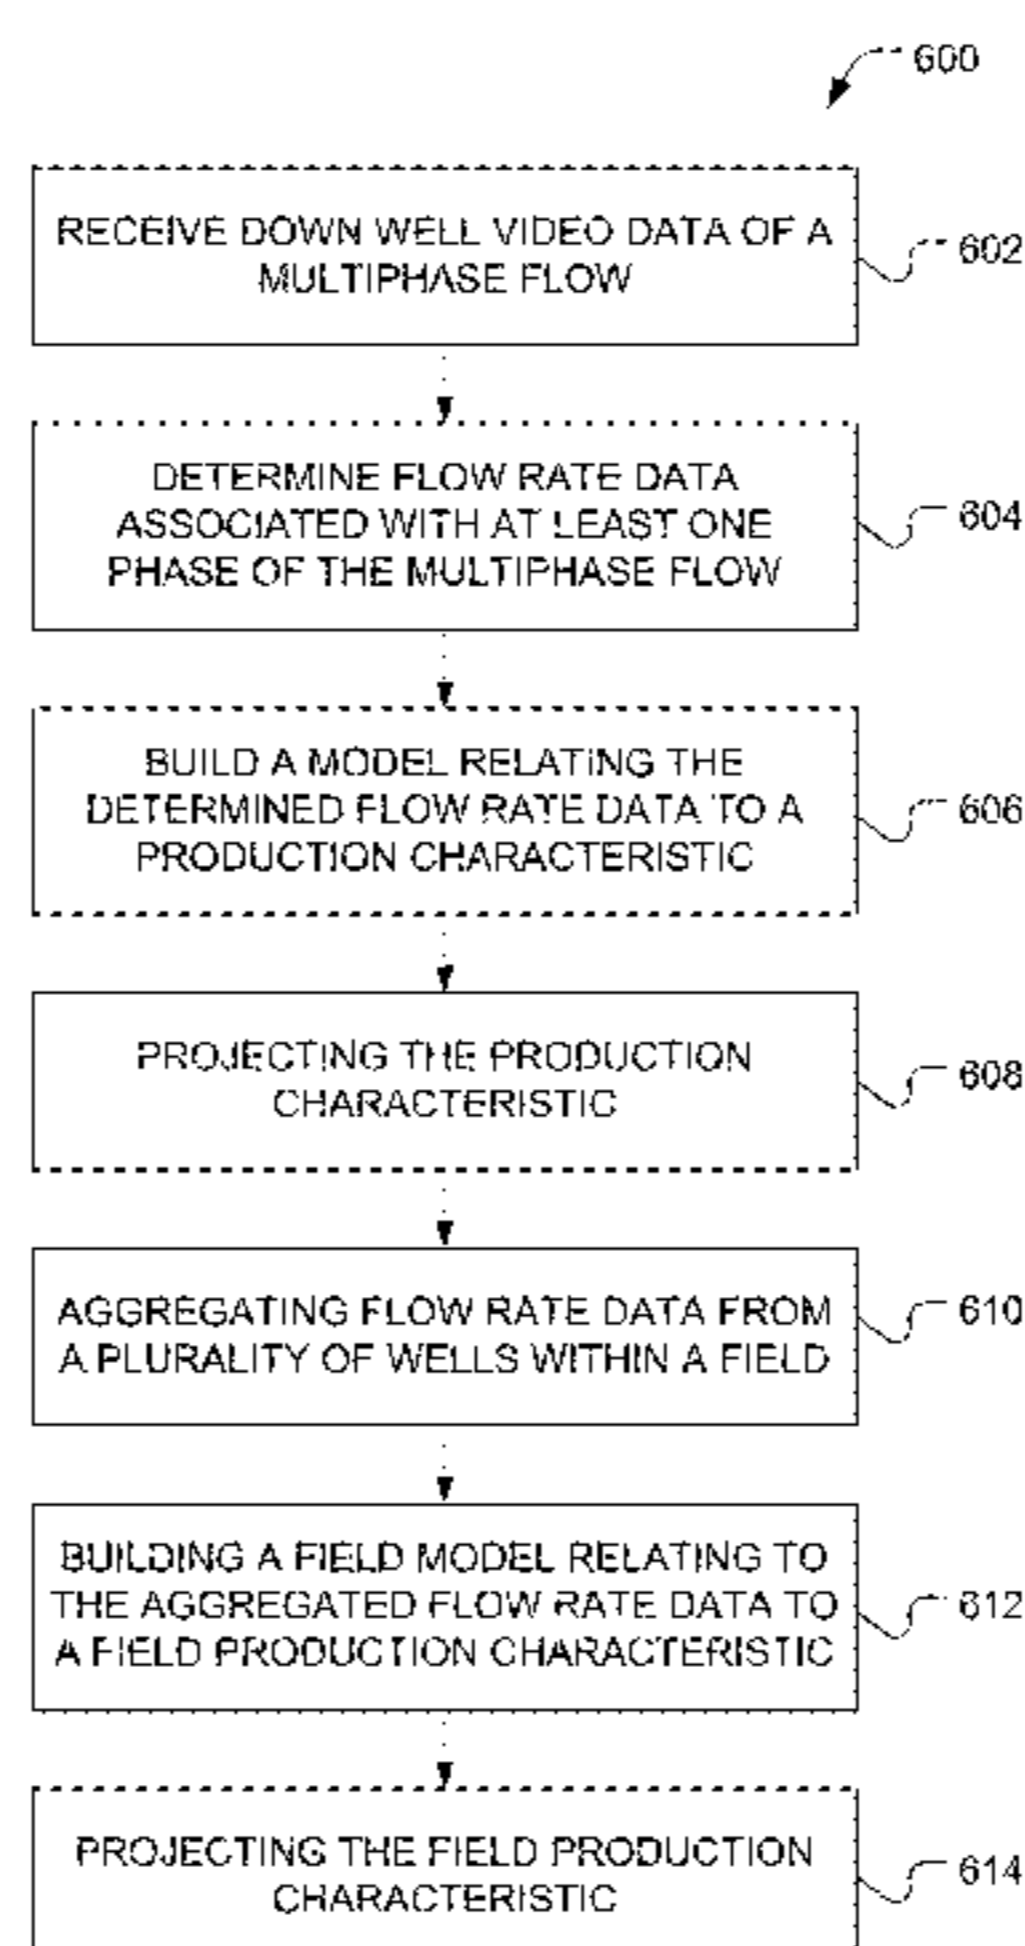 600
RECEIVE DOWN WELL VIDEO DATA OF A
MULTIPHASE FLOW
602
DETERMINE FLOW RATE DATA
ASSOCIATED WITH AT LEAST ONE
PHASE OF THE MULTIPHASE FLOW
604
BUILD A MODEL RELATING THE
DETERMINED FLOW RATE DATA TO A
PRODUCTION CHARACTERISTIC
606
PROJECTING THE PRODUCTION
CHARACTERISTIC
608
AGGREGATING FLOW RATE DATA FROM
A PLURALITY OF WELLS WITHIN A FIELD
610
BUILDING A FIELD MODEL RELATING TO
THE AGGREGATED FLOW RATE DATA TO
A FIELD PRODUCTION CHARACTERISTIC
612
PROJECTING THE FIELD PRODUCTION
CHARACTERISTIC
614